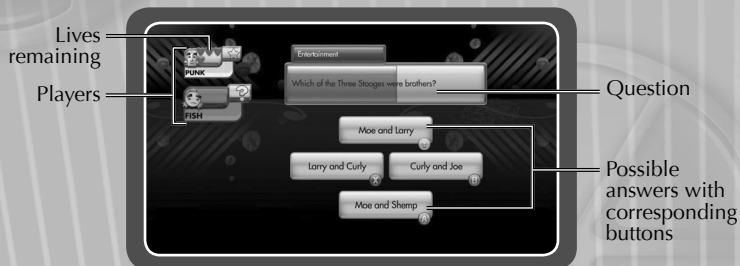 Lives
remaining
Players
PUNK
FISH
Entertainment
Which of the Three Stooges were brothers?
Moe and Larry
Y
Larry and Curly
X
Curly and Joe
B
Moe and Shemp
A
Question
Possible
answers with
corresponding
buttons